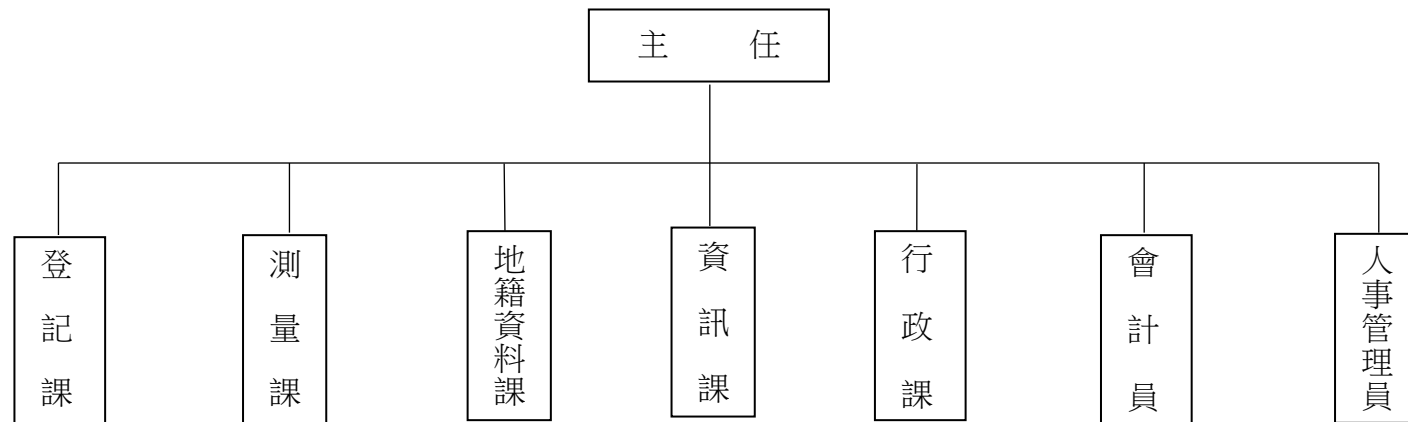 主 任
登記課
測量課
地籍資料課
資訊課
行政課
會計員
人事管理員